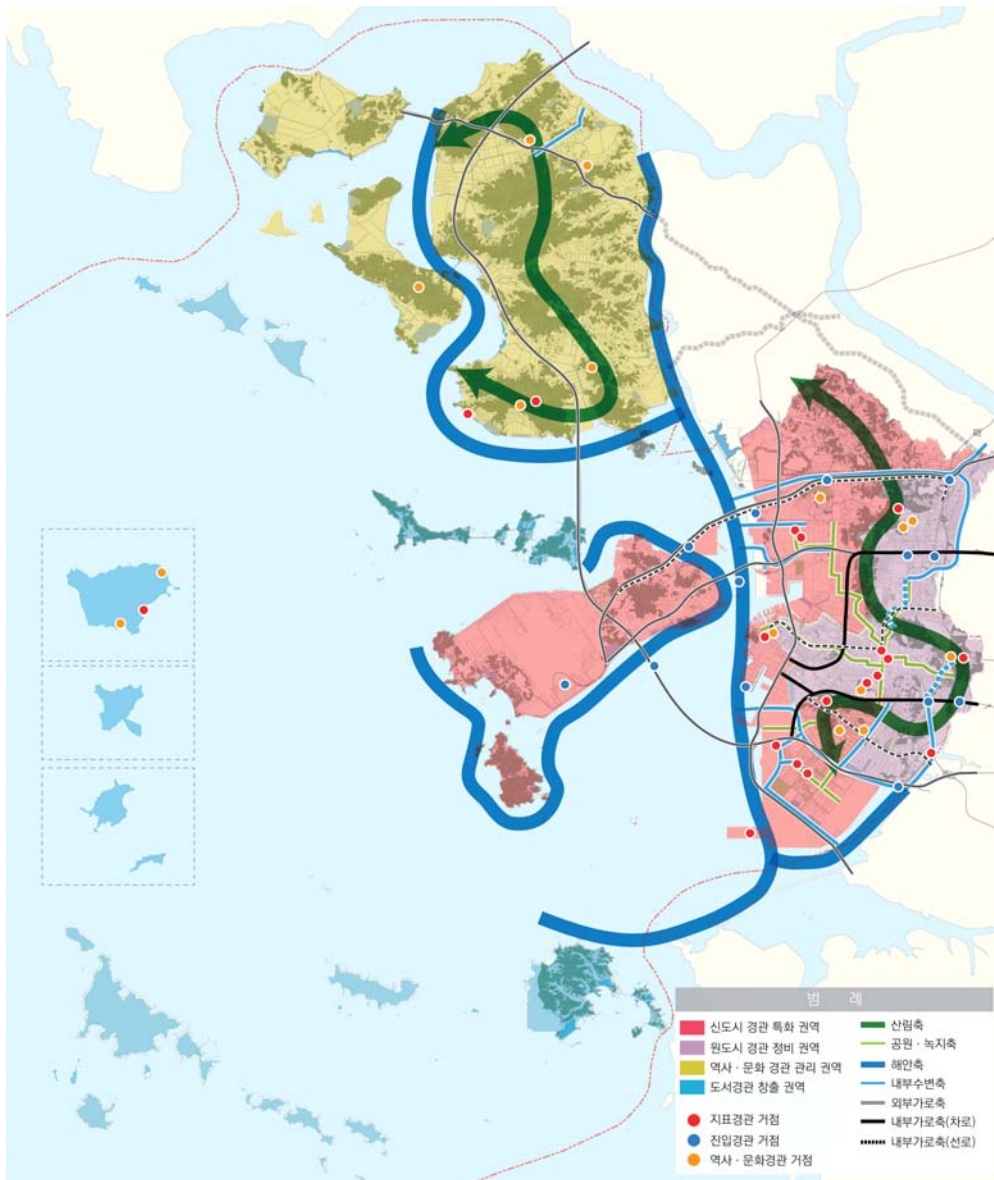 범 례
신도시 경관 특화 권역
원도시 경관 정비 권역
역사 · 문화 경관 관리 권역
도서경관 창출 권역
지표경관 거점
진입경관 거점
역사 · 문화경관 거점
산림축
공원 · 녹지축
해안축
내부수변축
외부가로축
내부가로축(차로)
내부가로축(선로)